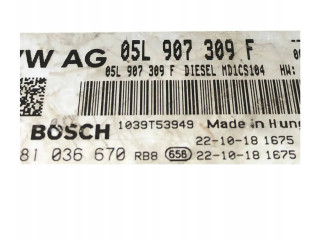 VW AG 05L 907 309 F
05L 907 309 F DIESEL MD1CS104 HW:
BOSCH 1039T53949 Made in Hung
22-10-18 1675
81 036 670 RB8 658 22-10-18 1675